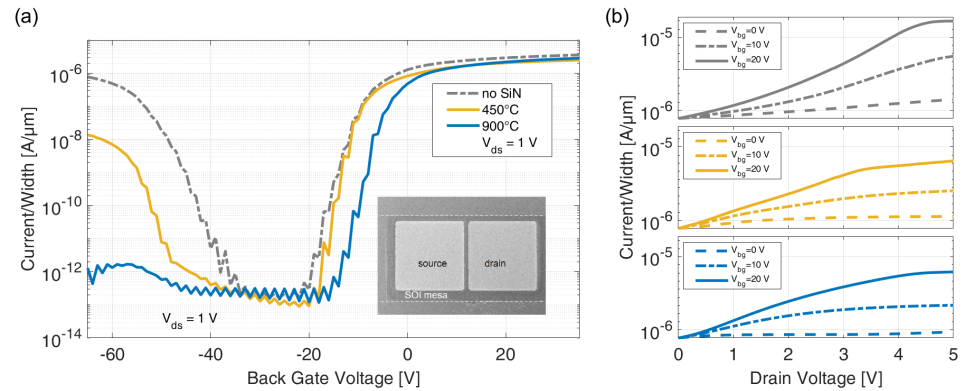 (a)
Current/Width [A/μm]
10⁻⁶
10⁻⁸
10⁻¹⁰
10⁻¹²
10⁻¹⁴
no SiN
450°C
900°C
V_ds = 1 V
source
drain
SOI mesa
V_ds = 1 V
-60
-40
-20
0
20
Back Gate Voltage [V]
(b)
Current/Width [A/μm]
10⁻⁵
10⁻⁶
V_bg=0 V
V_bg=10 V
V_bg=20 V
10⁻⁵
10⁻⁶
V_bg=0 V
V_bg=10 V
V_bg=20 V
10⁻⁵
10⁻⁶
V_bg=0 V
V_bg=10 V
V_bg=20 V
0
1
2
3
4
5
Drain Voltage [V]